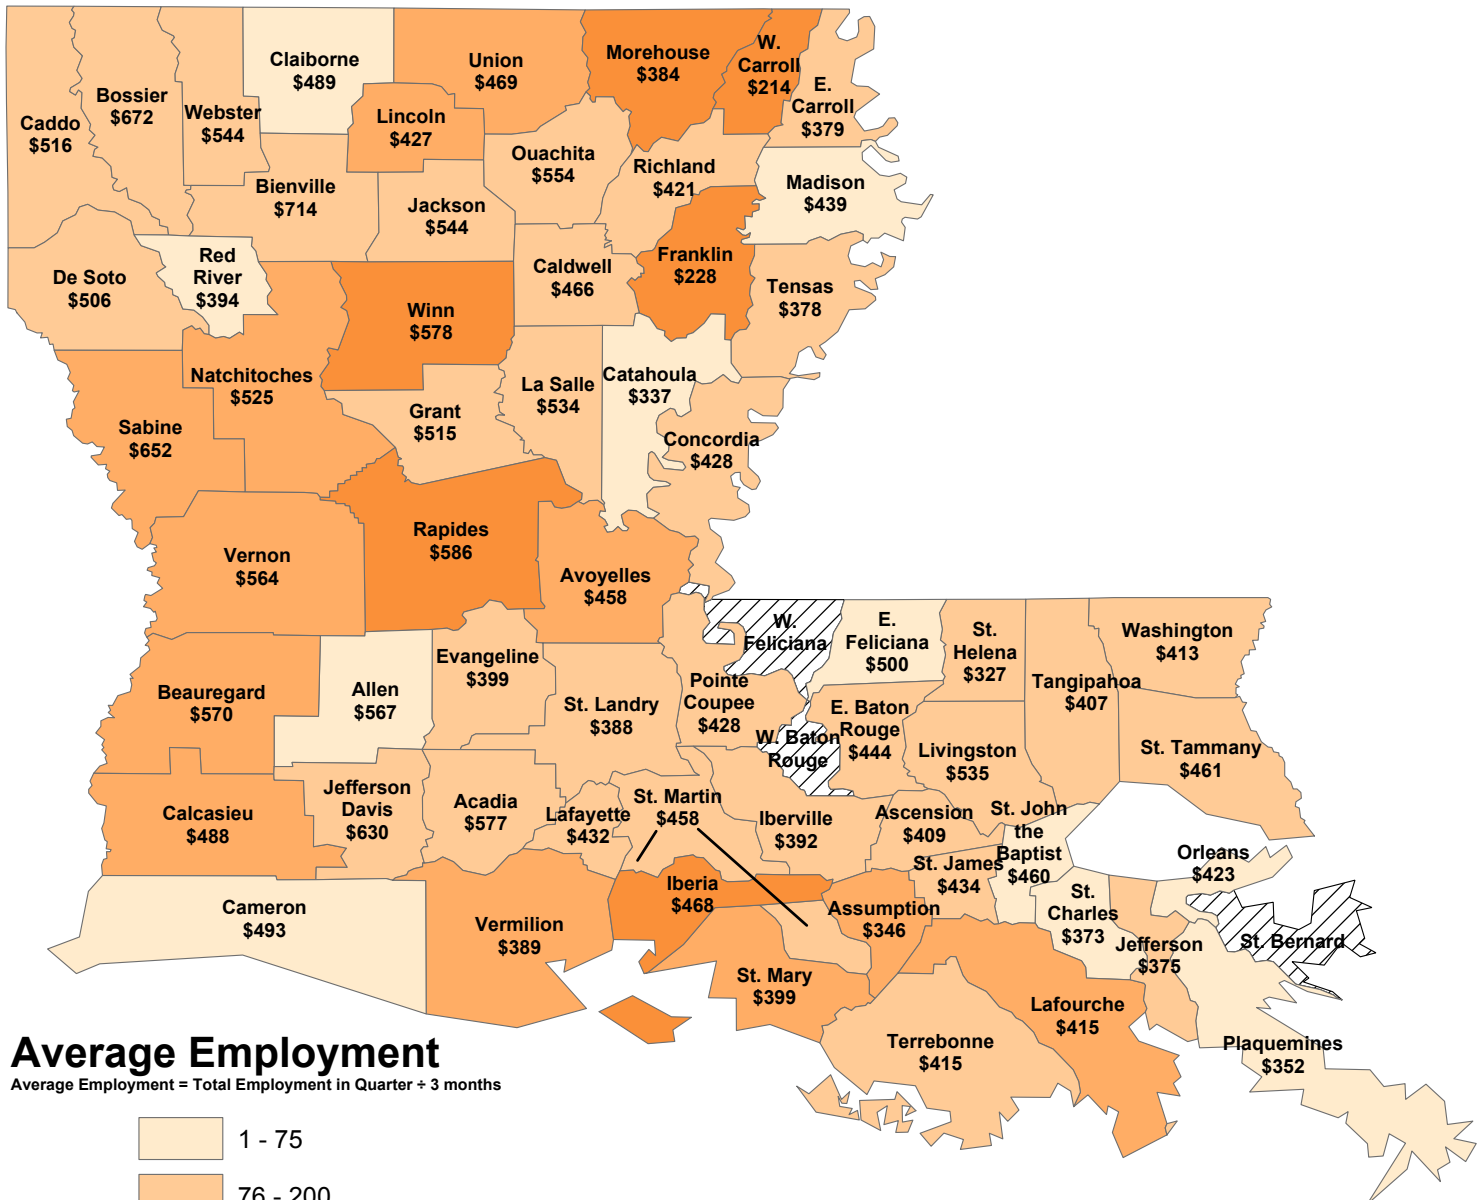 Claiborne
$489
Union
$469
Morehouse
$384
W.
Carroll
$214
E.
Carroll
$379
Bossier
$672
Caddo
$516
Webster
$544
Lincoln
$427
Ouachita
$554
Richland
$421
Madison
$439
Bienville
$714
Jackson
$544
De Soto
$506
Red
River
$394
Caldwell
$466
Franklin
$228
Tensas
$378
Winn
$578
Natchitoches
$525
La Salle
$534
Catahoula
$337
Sabine
$652
Grant
$515
Concordia
$428
Vernon
$564
Rapides
$586
Avoyelles
$458
W.
Feliciana
E.
Feliciana
$500
St.
Helena
$327
Washington
$413
Beauregard
$570
Allen
$567
Evangeline
$399
St. Landry
$388
Pointe
Coupee
$428
Tangipahoa
$407
W. Baton
Rouge
E. Baton
Rouge
$444
Livingston
$535
St. Tammany
$461
Calcasieu
$488
Jefferson
Davis
$630
Acadia
$577
Lafayette
$432
St. Martin
$458
Iberville
$392
Ascension
$409
St. John
the
Baptist
$460
St. James
$434
Orleans
$423
Cameron
$493
Vermilion
$389
Iberia
$468
Assumption
$346
St.
Charles
$373
Jefferson
$375
St. Bernard
St. Mary
$399
Lafourche
$415
Terrebonne
$415
Plaquemines
$352
Average Employment
Average Employment = Total Employment in Quarter ÷ 3 months
1 - 75
76 - 200